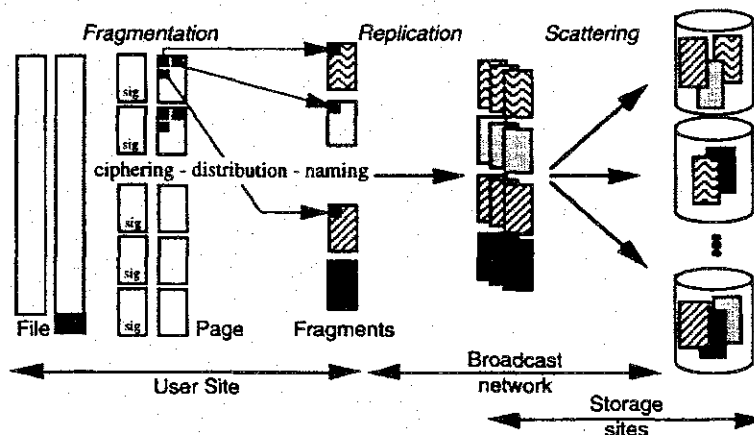 Fragmentation
Replication
Scattering
sig
sig
ciphering - distribution - naming
sig
sig
sig
File
Page
Fragments
User Site
Broadcast
network
Storage
sites